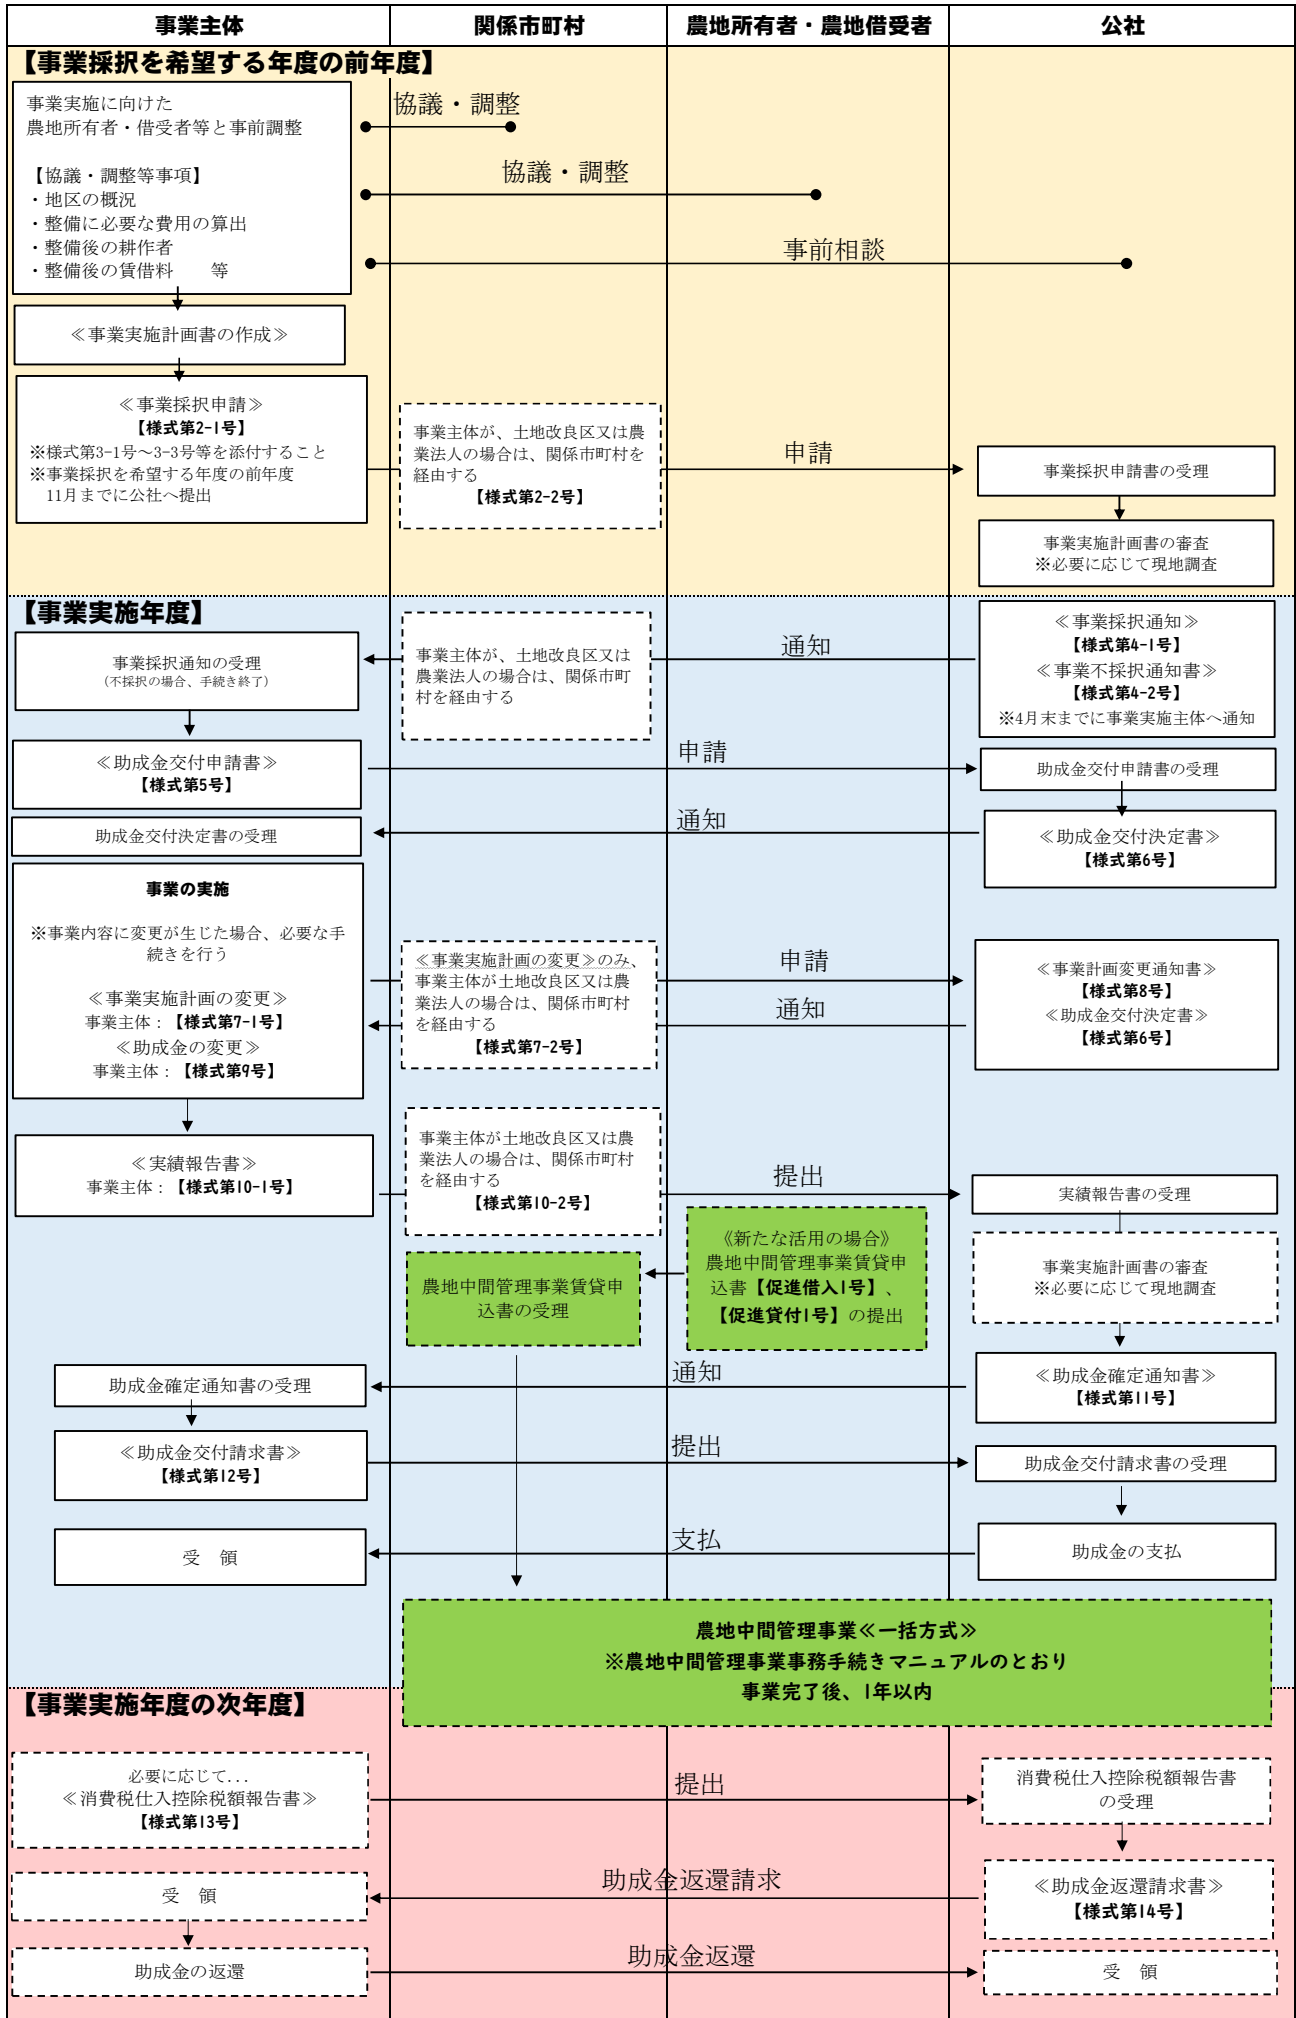 事業主体
関係市町村
農地所有者・農地借受者
公社
【事業採択を希望する年度の前年度】
事業実施に向けた
農地所有者・借受者等と事前調整
【協議・調整等事項】
・地区の概況
・整備に必要な費用の算出
・整備後の耕作者
・整備後の賃借料　　等
協議・調整
協議・調整
事前相談
≪事業実施計画書の作成≫
≪事業採択申請≫
【様式第2-1号】
※様式第3-1号～3-3号等を添付すること
※事業採択を希望する年度の前年度
11月までに公社へ提出
事業主体が、土地改良区又は農
業法人の場合は、関係市町村を
経由する
【様式第2-2号】
申請
事業採択申請書の受理
事業実施計画書の審査
※必要に応じて現地調査
【事業実施年度】
事業採択通知の受理
（不採択の場合、手続き終了）
事業主体が、土地改良区又は
農業法人の場合は、関係市町
村を経由する
通知
≪事業採択通知≫
【様式第4-1号】
≪事業不採択通知書≫
【様式第4-2号】
※4月末までに事業実施主体へ通知
≪助成金交付申請書≫
【様式第5号】
申請
助成金交付申請書の受理
助成金交付決定書の受理
通知
≪助成金交付決定書≫
【様式第6号】
事業の実施
※事業内容に変更が生じた場合、必要な手
続きを行う
≪事業実施計画の変更≫
事業主体：【様式第7-1号】
≪助成金の変更≫
事業主体：【様式第9号】
≪事業実施計画の変更≫のみ、
事業主体が土地改良区又は農
業法人の場合は、関係市町村
を経由する
【様式第7-2号】
申請
通知
≪事業計画変更通知書≫
【様式第8号】
≪助成金交付決定書≫
【様式第6号】
≪実績報告書≫
事業主体：【様式第10-1号】
事業主体が土地改良区又は農
業法人の場合は、関係市町村
を経由する
【様式第10-2号】
提出
実績報告書の受理
農地中間管理事業賃貸申
込書の受理
《新たな活用の場合》
農地中間管理事業賃貸申
込書【促進借入1号】、
【促進貸付1号】の提出
事業実施計画書の審査
※必要に応じて現地調査
助成金確定通知書の受理
通知
≪助成金確定通知書≫
【様式第11号】
≪助成金交付請求書≫
【様式第12号】
提出
助成金交付請求書の受理
受　領
支払
助成金の支払
農地中間管理事業≪一括方式≫
※農地中間管理事業事務手続きマニュアルのとおり
事業完了後、1年以内
【事業実施年度の次年度】
必要に応じて...
≪消費税仕入控除税額報告書≫
【様式第13号】
提出
消費税仕入控除税額報告書
の受理
受　領
助成金返還請求
≪助成金返還請求書≫
【様式第14号】
助成金の返還
助成金返還
受　領